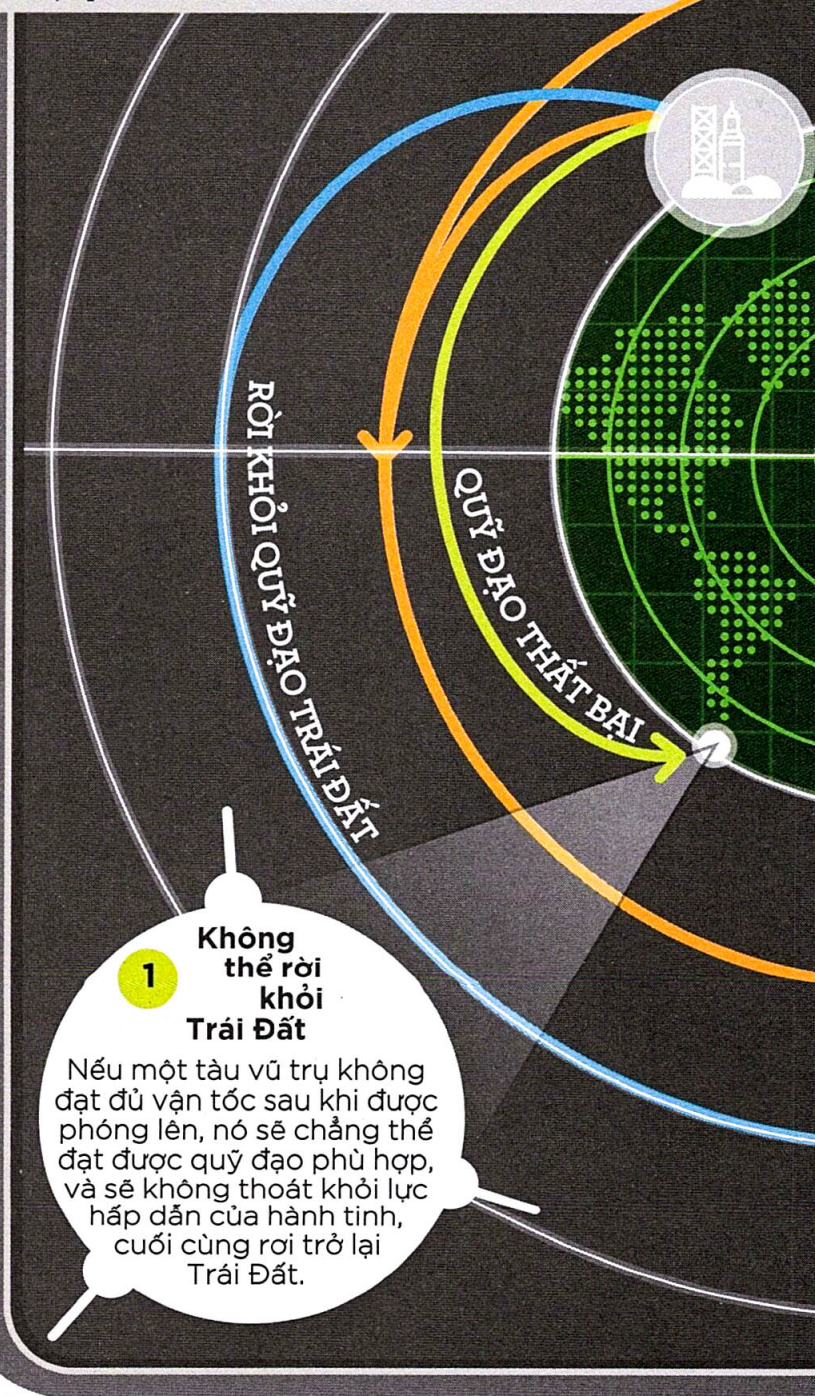 RỜI KHỎI QUỸ ĐẠO TRÁI ĐẤT
QUỸ ĐẠO THẤT BẠI
1
Không
thể rời
khỏi
Trái Đất
Nếu một tàu vũ trụ không
đạt đủ vận tốc sau khi được
phóng lên, nó sẽ chẳng thể
đạt được quỹ đạo phù hợp,
và sẽ không thoát khỏi lực
hấp dẫn của hành tinh,
cuối cùng rơi trở lại
Trái Đất.